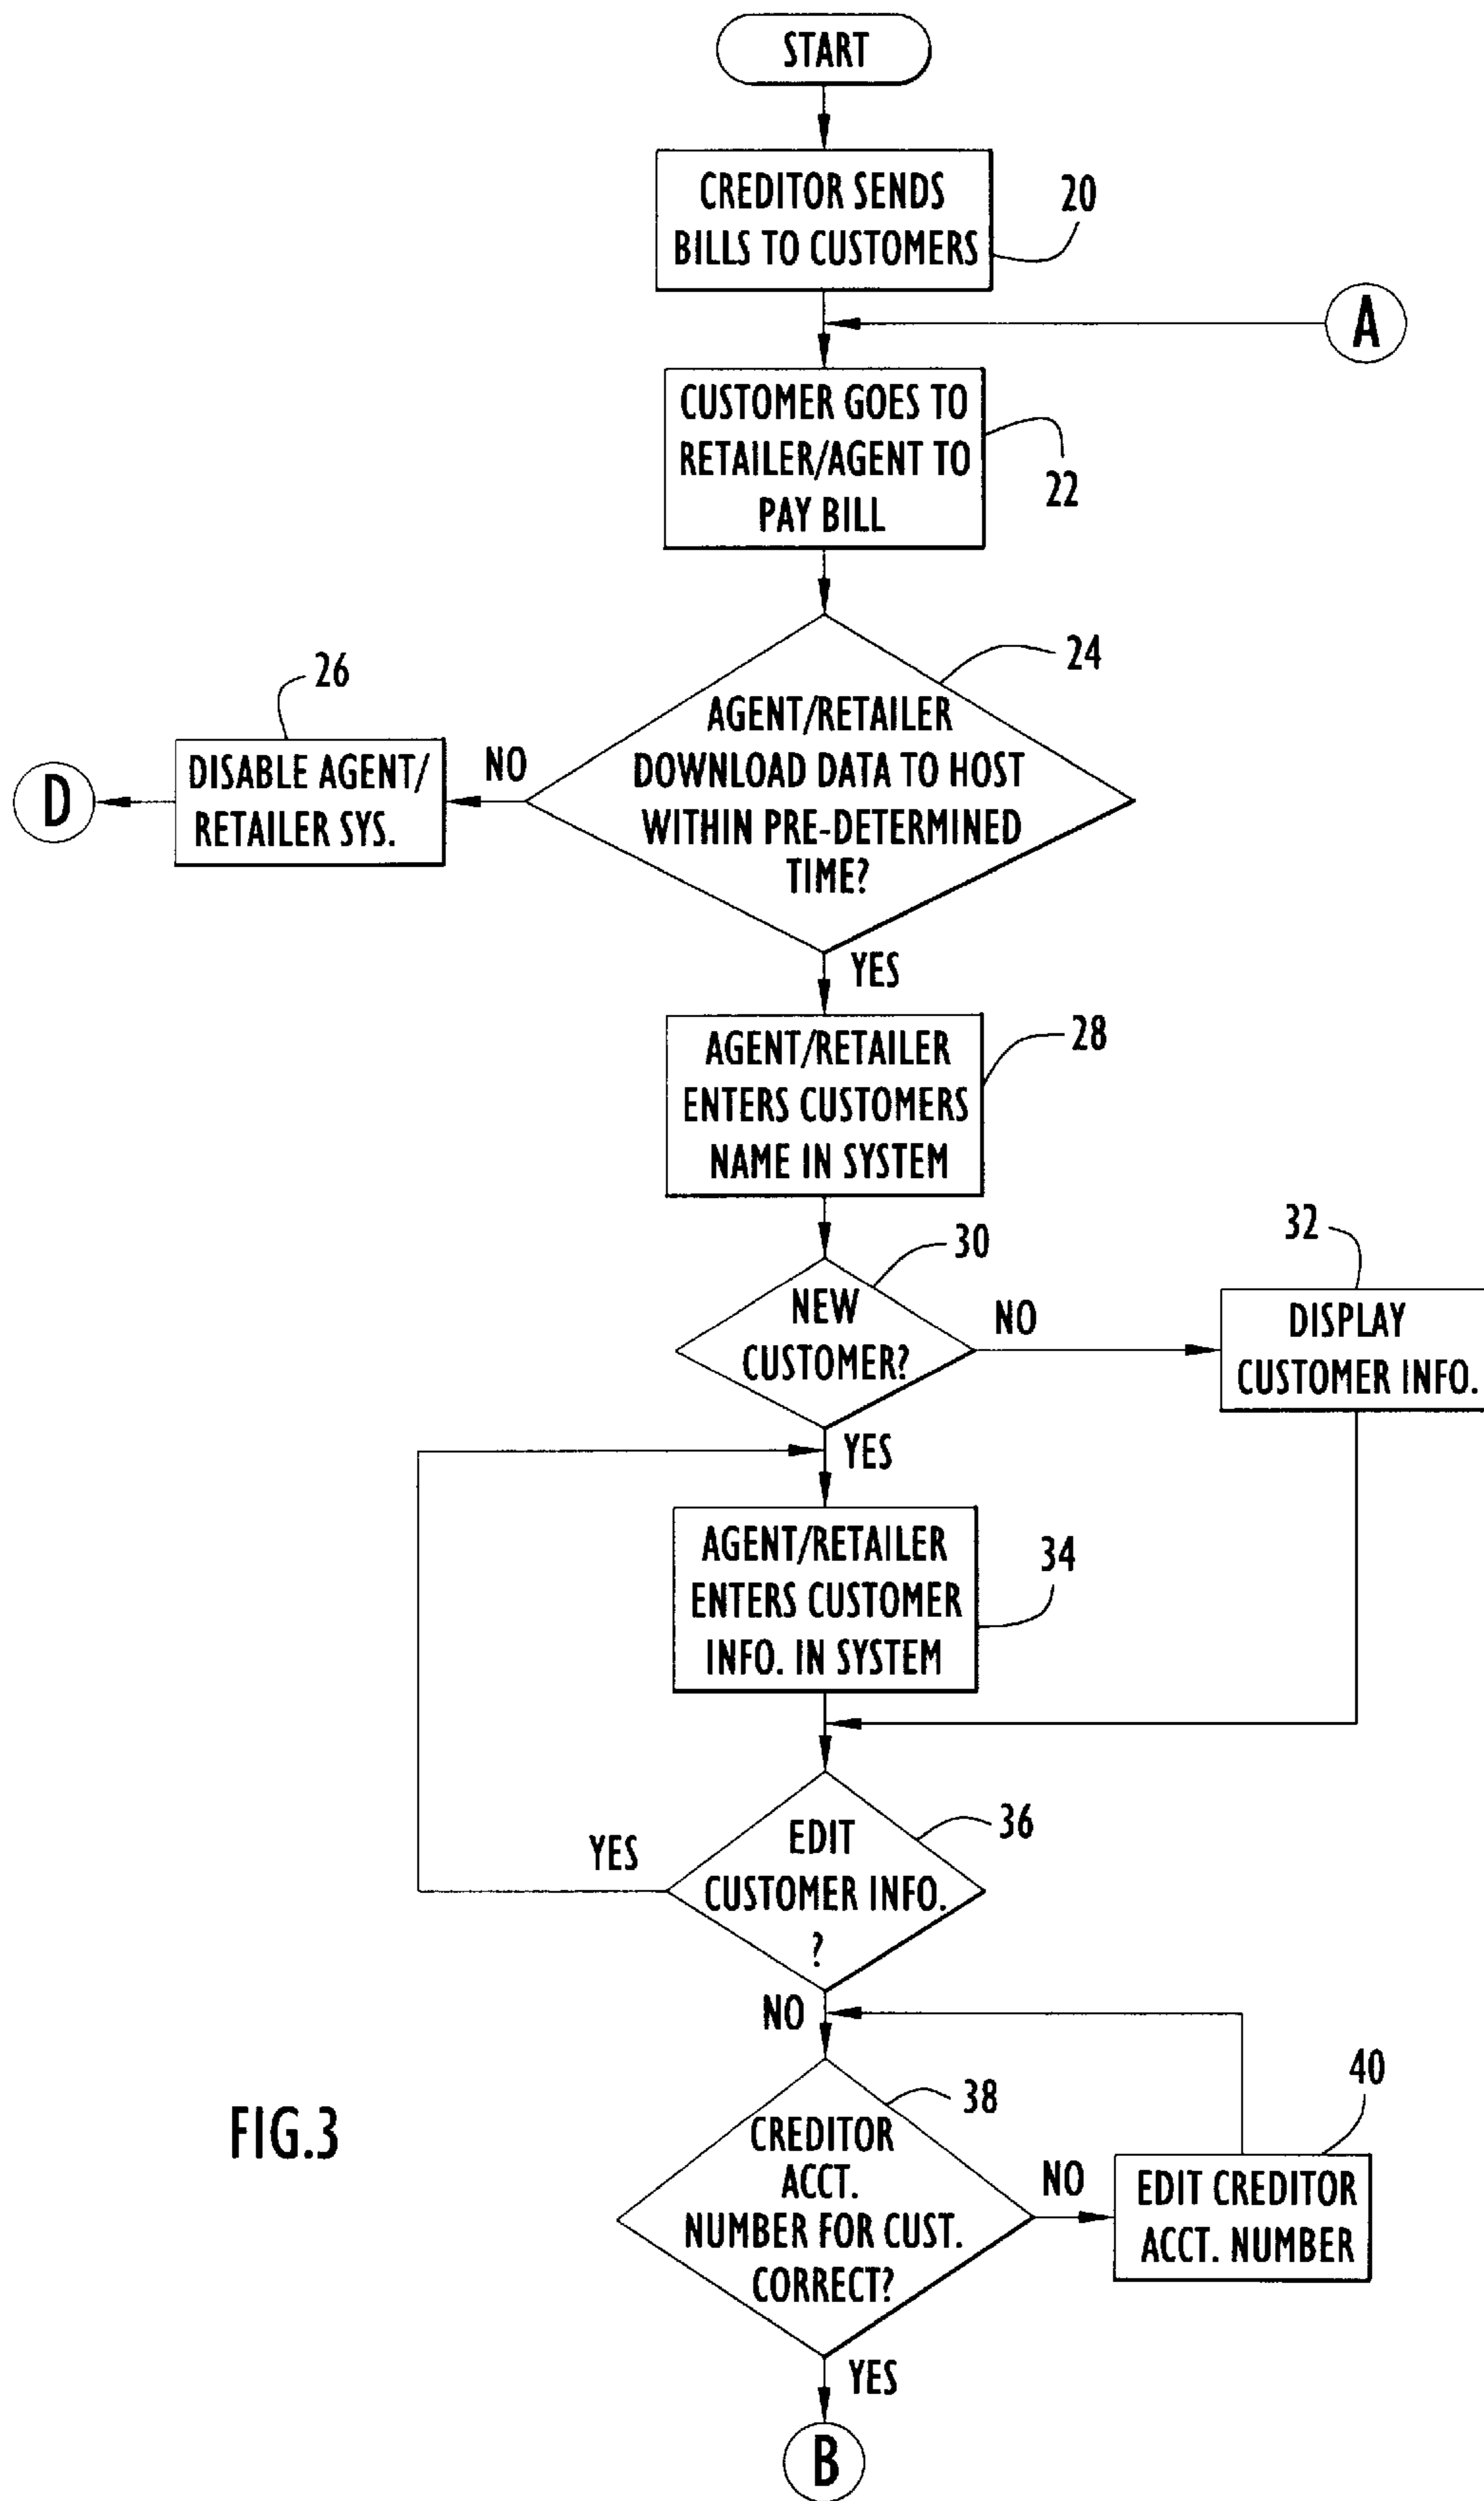 START
CREDITOR SENDS
BILLS TO CUSTOMERS
20
A
CUSTOMER GOES TO
RETAILER/AGENT TO
PAY BILL
22
24
AGENT/RETAILER
DOWNLOAD DATA TO HOST
WITHIN PRE-DETERMINED
TIME?
NO
26
DISABLE AGENT/
RETAILER SYS.
D
YES
AGENT/RETAILER
ENTERS CUSTOMERS
NAME IN SYSTEM
28
30
NEW
CUSTOMER?
NO
32
DISPLAY
CUSTOMER INFO.
YES
AGENT/RETAILER
ENTERS CUSTOMER
INFO. IN SYSTEM
34
36
EDIT
CUSTOMER INFO.
?
YES
NO
38
CREDITOR
ACCT.
NUMBER FOR CUST.
CORRECT?
NO
40
EDIT CREDITOR
ACCT. NUMBER
YES
B
FIG.3